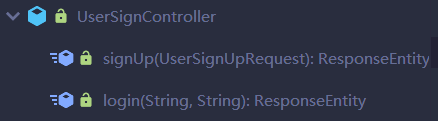 UserSignController
signUp(UserSignUpRequest): ResponseEntity
login(String, String): ResponseEntity